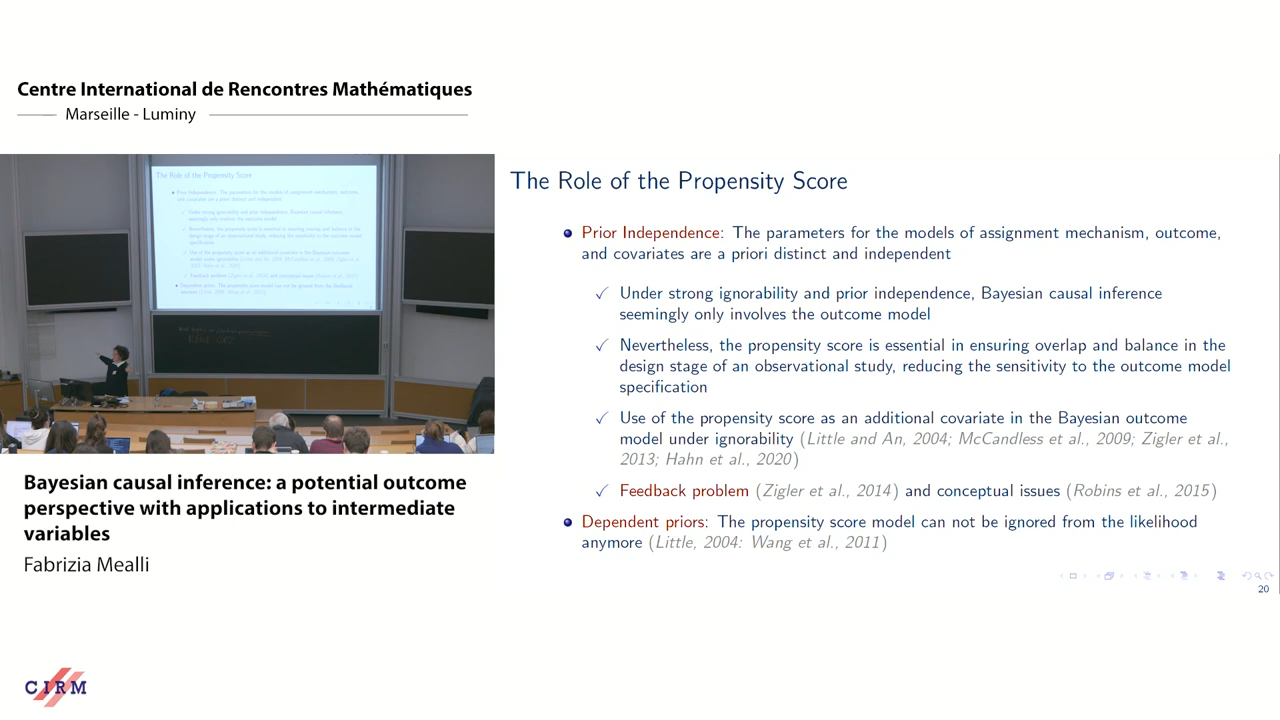 Centre International de Rencontres Mathématiques
Marseille - Luminy
The Role of the Propensity Score
Prior Independence: The parameters for the models of assignment mechanism, outcome,
and covariates are a priori distinct and independent
✓ Under strong ignorability and prior independence, Bayesian causal inference
seemingly only involves the outcome model
✓ Nevertheless, the propensity score is essential in ensuring overlap and balance in the
design stage of an observational study, reducing the sensitivity to the outcome model
specification
✓ Use of the propensity score as an additional covariate in the Bayesian outcome
model under ignorability (Little and An, 2004; McCandless et al., 2009; Zigler et al.,
2013; Hahn et al., 2020)
✓ Feedback problem (Zigler et al., 2014) and conceptual issues (Robins et al., 2015)
Dependent priors: The propensity score model can not be ignored from the likelihood
anymore (Little, 2004: Wang et al., 2011)
20
Bayesian causal inference: a potential outcome
perspective with applications to intermediate
variables
Fabrizia Mealli
CIRM